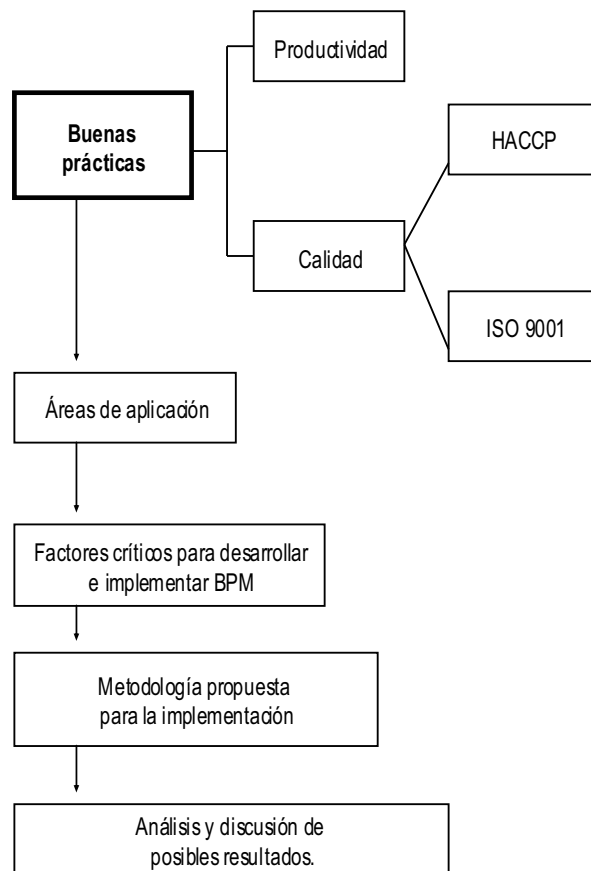 Productividad
Buenas
prácticas
HACCP
Calidad
ISO 9001
Áreas de aplicación
Factores críticos para desarrollar
e implementar BPM
Metodología propuesta
para la implementación
Análisis y discusión de
posibles resultados.